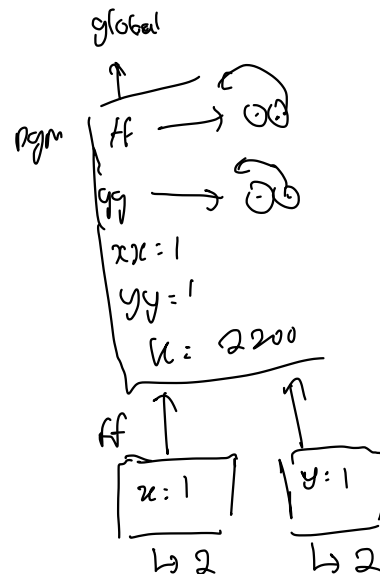 global
pgm
ff
gg
xx = 1
yy = 1
x: 2200
ff
x: 1
y: 1
↳ 2
↳ 2